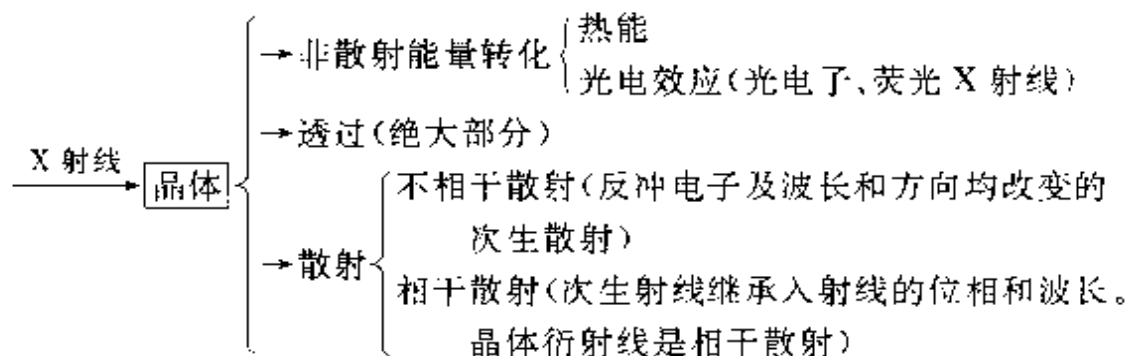 热能
→非散射能量转化
光电效应(光电子、荧光 X 射线)
→透过(绝大部分)
X 射线
晶体
不相干散射(反冲电子及波长和方向均改变的
次生散射)
→散射
相干散射(次生射线继承入射线的位相和波长。
晶体衍射线是相干散射)